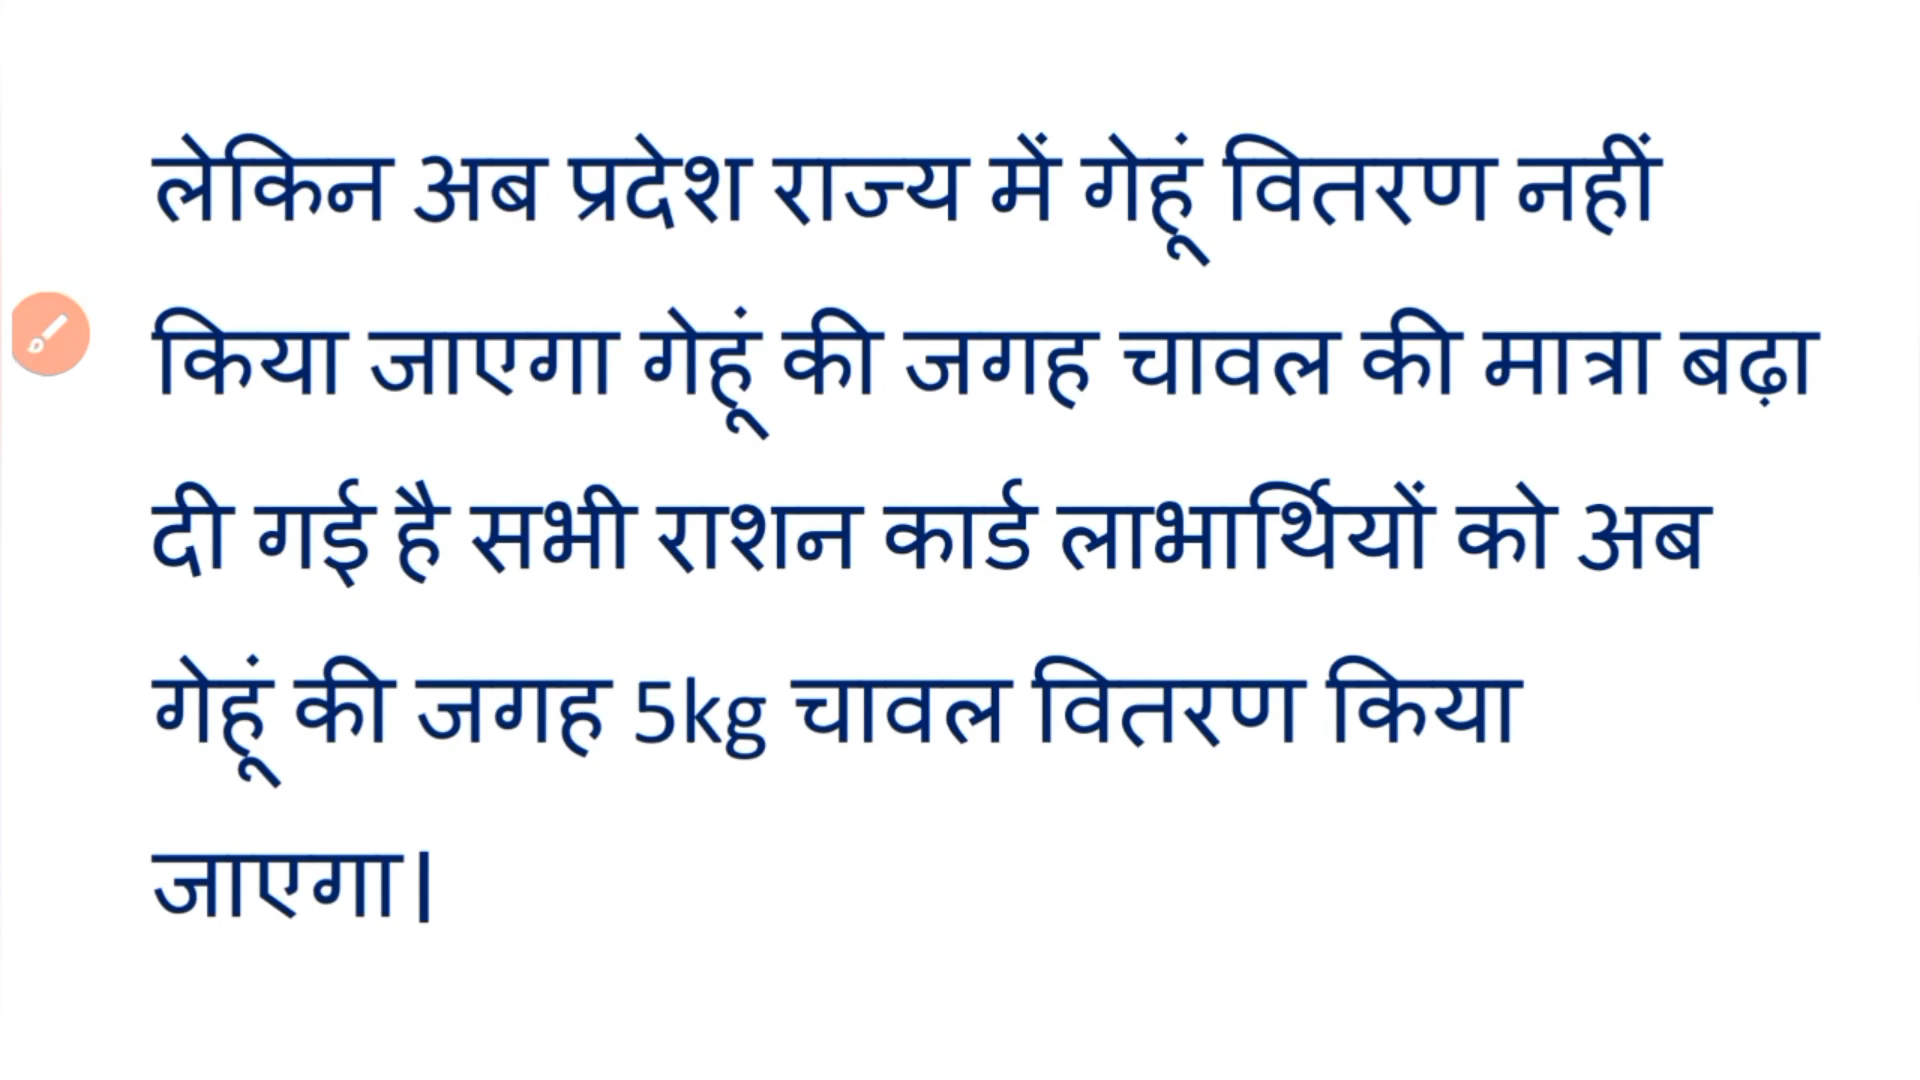 लेकिन अब प्रदेश राज्य में गेहूं वितरण नहीं
किया जाएगा गेहूं की जगह चावल की मात्रा बढ़ा
दी गई है सभी राशन कार्ड लाभार्थियों को अब
गेहूं की जगह 5kg चावल वितरण किया
जाएगा।